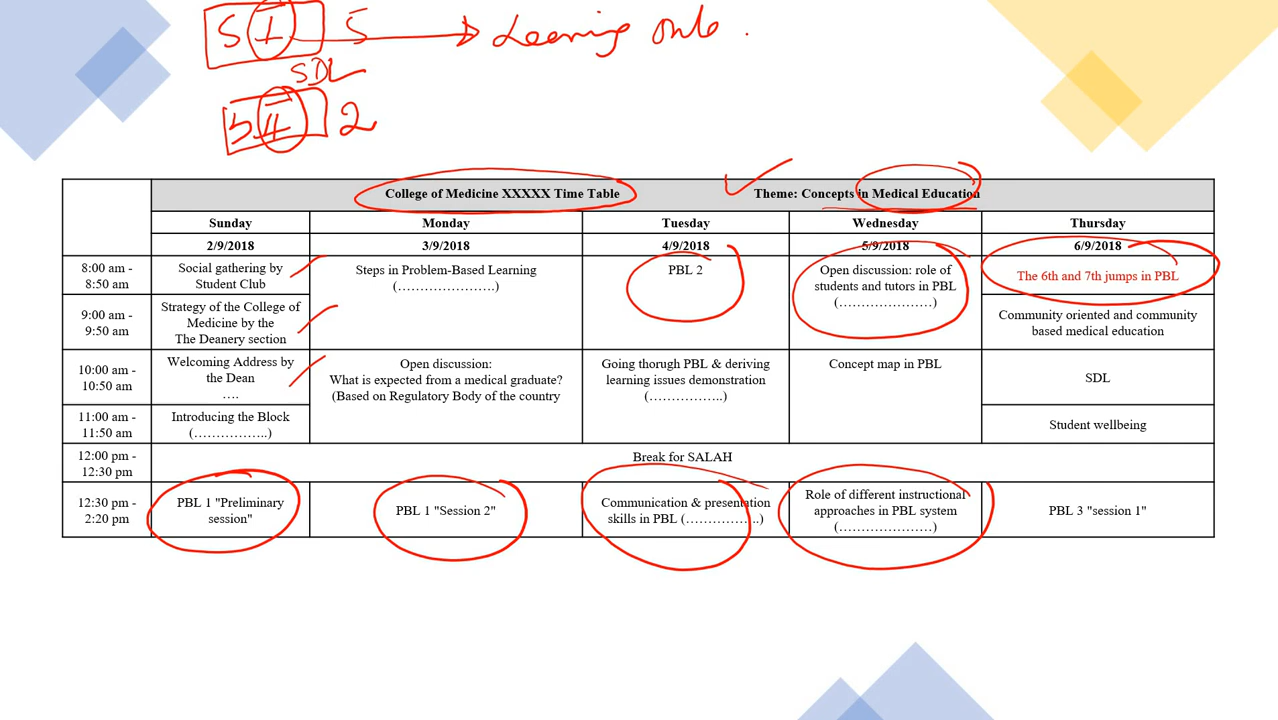 S 1 5 Learning
SDL
S 4 2
College of Medicine XXXXX Time Table Theme: Concepts in Medical Education
Sunday Monday Tuesday Wednesday Thursday
2/9/2018 3/9/2018 4/9/2018 5/9/2018 6/9/2018
8:00 am -
8:50 am
Social gathering by
Student Club
Steps in Problem-Based Learning
(………………….)
PBL 2
Open discussion: role of
students and tutors in PBL
(…………………)
The 6th and 7th jumps in PBL
9:00 am -
9:50 am
Strategy of the College of
Medicine by the
The Deanery section
Community oriented and community
based medical education
10:00 am -
10:50 am
Welcoming Address by
the Dean
….
Open discussion:
What is expected from a medical graduate?
(Based on Regulatory Body of the country
Going thorugh PBL & deriving
learning issues demonstration
(……………..)
Concept map in PBL
SDL
11:00 am -
11:50 am
Introducing the Block
(……………..)
Student wellbeing
12:00 pm -
12:30 pm
Break for SALAH
12:30 pm -
2:20 pm
PBL 1 "Preliminary
session"
PBL 1 "Session 2"
Communication & presentation
skills in PBL (……………..)
Role of different instructional
approaches in PBL system
(…………………)
PBL 3 "session 1"